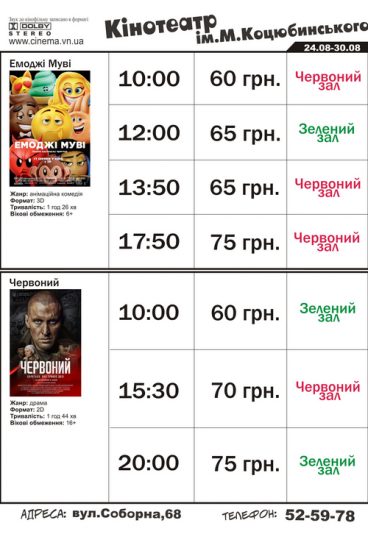 Звук до кінофільму записано в форматі
DOLBY
STEREO
www.cinema.vn.ua
Кінотеатр
ім.М.Коцюбинського
24.08-30.08
Емоджі Муві
ЕМОДЖІ МУВІ
Жанр: анімаційна комедія
Формат: 3D
Тривалість: 1 год 26 хв
Вікові обмеження: 6+
10:00 60 грн. Червоний зал
12:00 65 грн. Зелений зал
13:50 65 грн. Червоний зал
17:50 75 грн. Червоний зал
Червоний
ЧЕРВОНИЙ
Жанр: драма
Формат: 2D
Тривалість: 1 год 44 хв
Вікові обмеження: 16+
10:00 60 грн. Зелений зал
15:30 70 грн. Червоний зал
20:00 75 грн. Зелений зал
АДРЕСА: вул.Соборна,68
ТЕЛЕФОН: 52-59-78